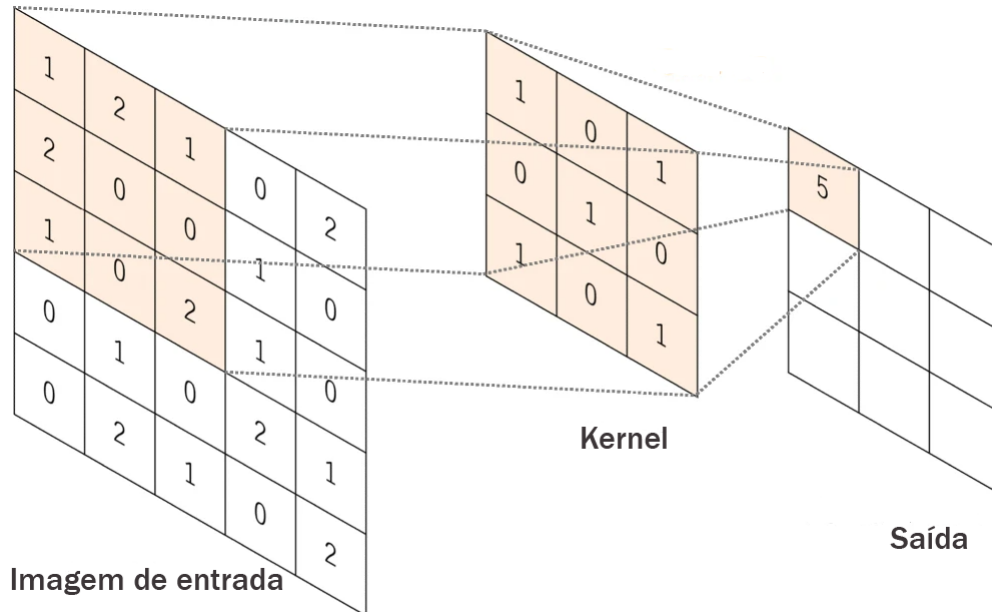 1 2 1 0 2
2 0 0 1 0
1 0 2 1 0
0 1 0 2 1
0 2 1 0 2
1 0 1
0 1 0
1 0 1
5
Kernel
Saída
Imagem de entrada